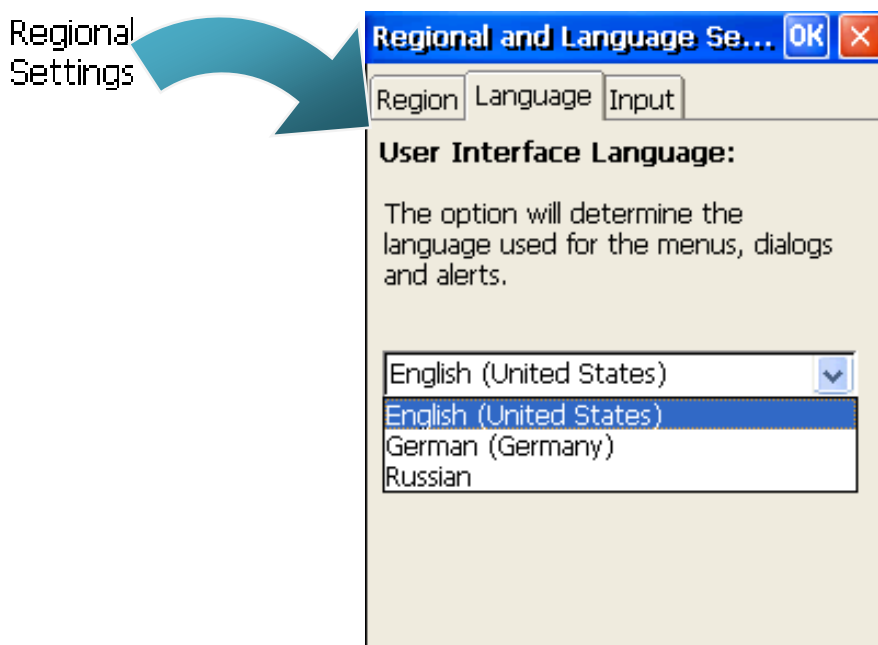 Regional
Settings
Regional and Language Se... OK
Region Language Input
User Interface Language:
The option will determine the
language used for the menus, dialogs
and alerts.
English (United States)
English (United States)
German (Germany)
Russian